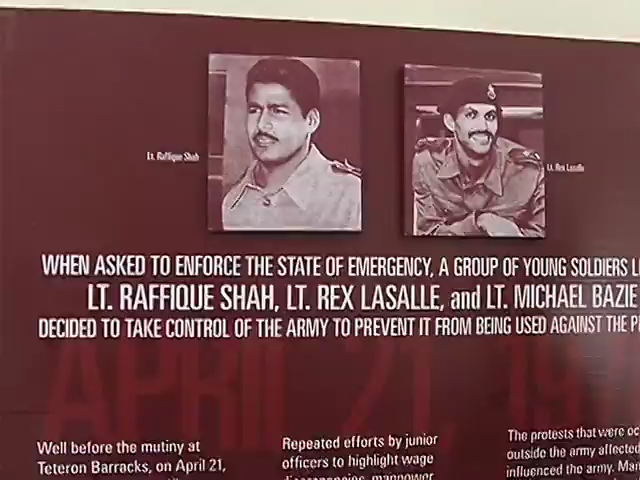 Lt. Raffique Shah
Lt. Rex Lasalle
WHEN ASKED TO ENFORCE THE STATE OF EMERGENCY, A GROUP OF YOUNG SOLDIERS
LT. RAFFIQUE SHAH, LT. REX LASALLE, and LT. MICHAEL BAZIE
DECIDED TO TAKE CONTROL OF THE ARMY TO PREVENT IT FROM BEING USED AGAINST THE
APRIL 21, 197
Well before the mutiny at
Teteron Barracks, on April 21,
Repeated efforts by junior
officers to highlight wage
The protests that were oc
outside the army affected
influenced the army. Ma